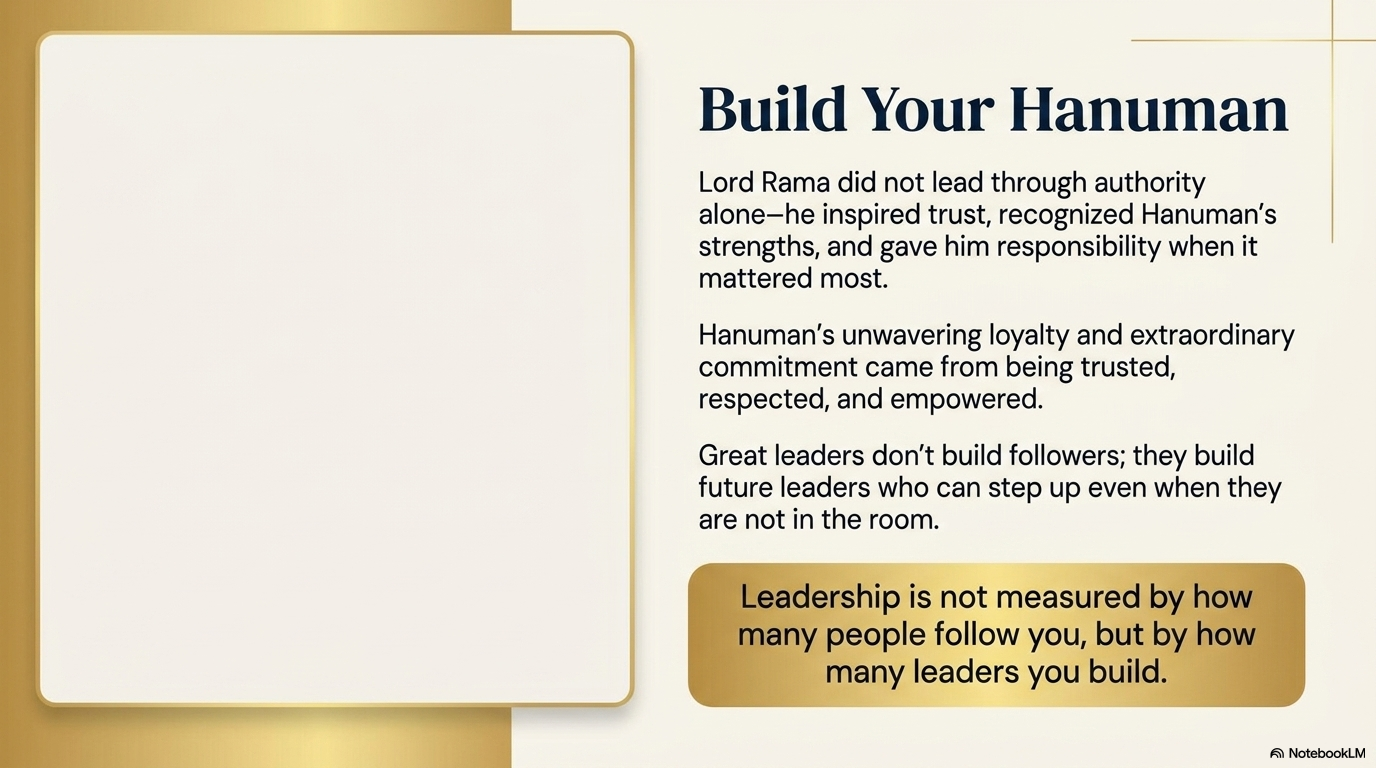 Build Your Hanuman
Lord Rama did not lead through authority
alone—he inspired trust, recognized Hanuman’s
strengths, and gave him responsibility when it
mattered most.
Hanuman’s unwavering loyalty and extraordinary
commitment came from being trusted,
respected, and empowered.
Great leaders don’t build followers; they build
future leaders who can step up even when they
are not in the room.
Leadership is not measured by how
many people follow you, but by how
many leaders you build.
NotebookLM